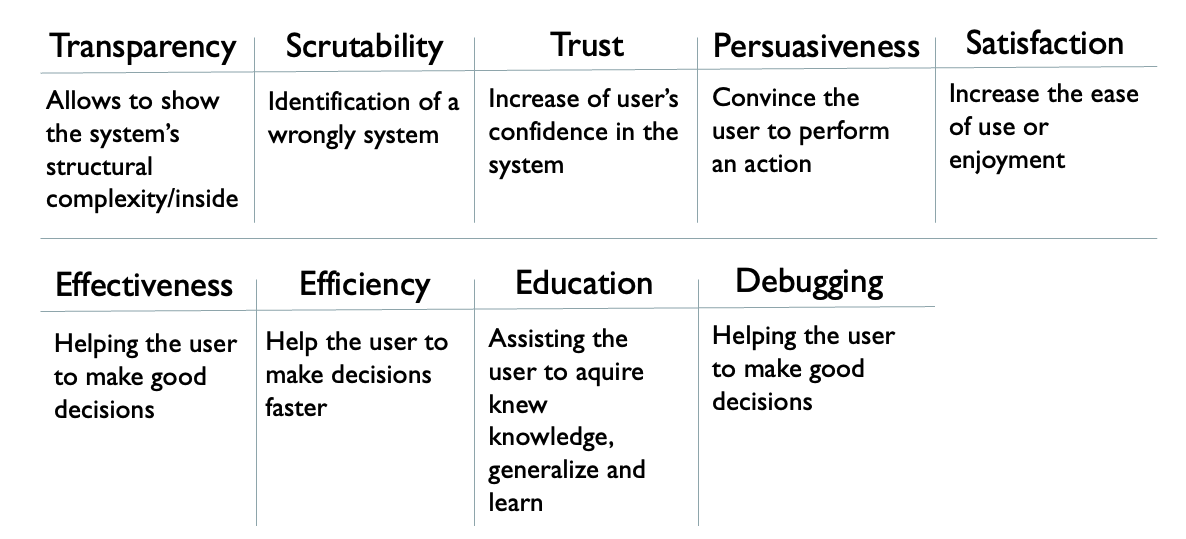 Transparency
Scrutability
Trust
Persuasiveness
Satisfaction
Allows to show
the system's
structural
complexity/inside
Identification of a
wrongly system
Increase of user's
confidence in the
system
Convince the
user to perform
an action
Increase the ease
of use or
enjoyment
Effectiveness
Efficiency
Education
Debugging
Helping the user
to make good
decisions
Help the user to
make decisions
faster
Assisting the
user to aquire
knew
knowledge,
generalize and
learn
Helping the user
to make good
decisions